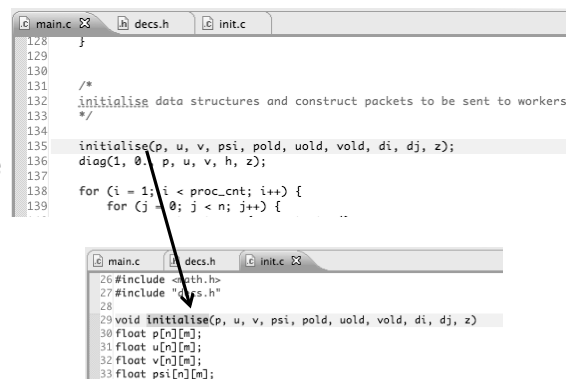 main.c decs.h init.c
128 }
129
130
131 /*
132 initialise data structures and construct packets to be sent to workers
133 */
134
135 initialise(p, u, v, psi, pold, uold, vold, di, dj, z);
136 diag(1, 0., p, u, v, h, z);
137
138 for (i = 1; i < proc_cnt; i++) {
139 for (j = 0; j < n; j++) {
main.c decs.h init.c
26 #include <math.h>
27 #include "decs.h"
28
29 void initialise(p, u, v, psi, pold, uold, vold, di, dj, z)
30 float p[n][m];
31 float u[n][m];
32 float v[n][m];
33 float psi[n][m];